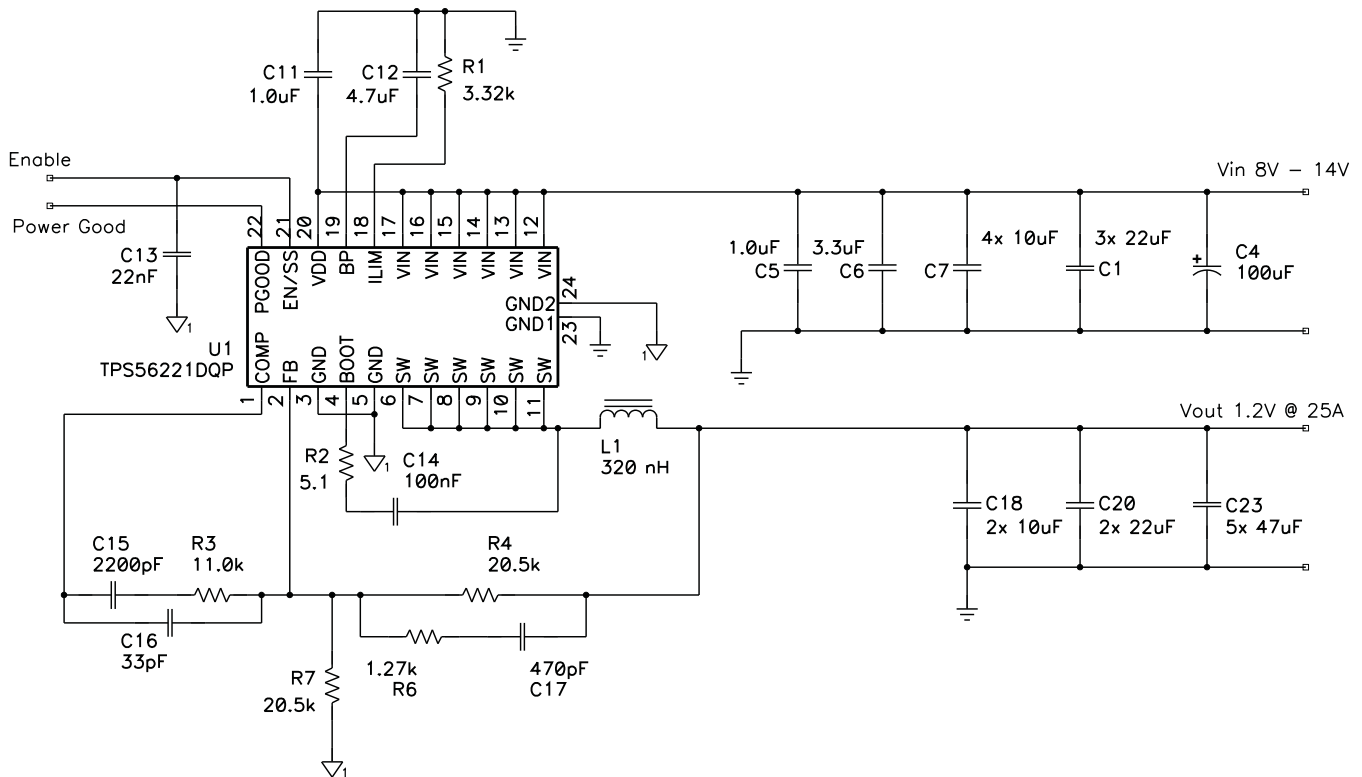 C11
1.0uF
C12
4.7uF
R1
3.32k
Enable
Power Good
C13
22nF
1
Vin 8V – 14V
22
21
20
19
18
17
16
15
14
13
12
PGOOD
EN/SS
VDD
BP
ILIM
VIN
VIN
VIN
VIN
VIN
VIN
GND2
24
GND1
23
1
U1
TPS56221DQP
COMP
FB
GND
BOOT
GND
SW
SW
SW
SW
SW
SW
1
2
3
4
5
6
7
8
9
10
11
1.0uF
C5
3.3uF
C6
4x 10uF
C7
3x 22uF
C1
+
C4
100uF
Vout 1.2V @ 25A
L1
320 nH
R2
5.1
1
C14
100nF
C18
2x 10uF
C20
2x 22uF
C23
5x 47uF
C15
2200pF
R3
11.0k
C16
33pF
R4
20.5k
1.27k
R6
470pF
C17
R7
20.5k
1